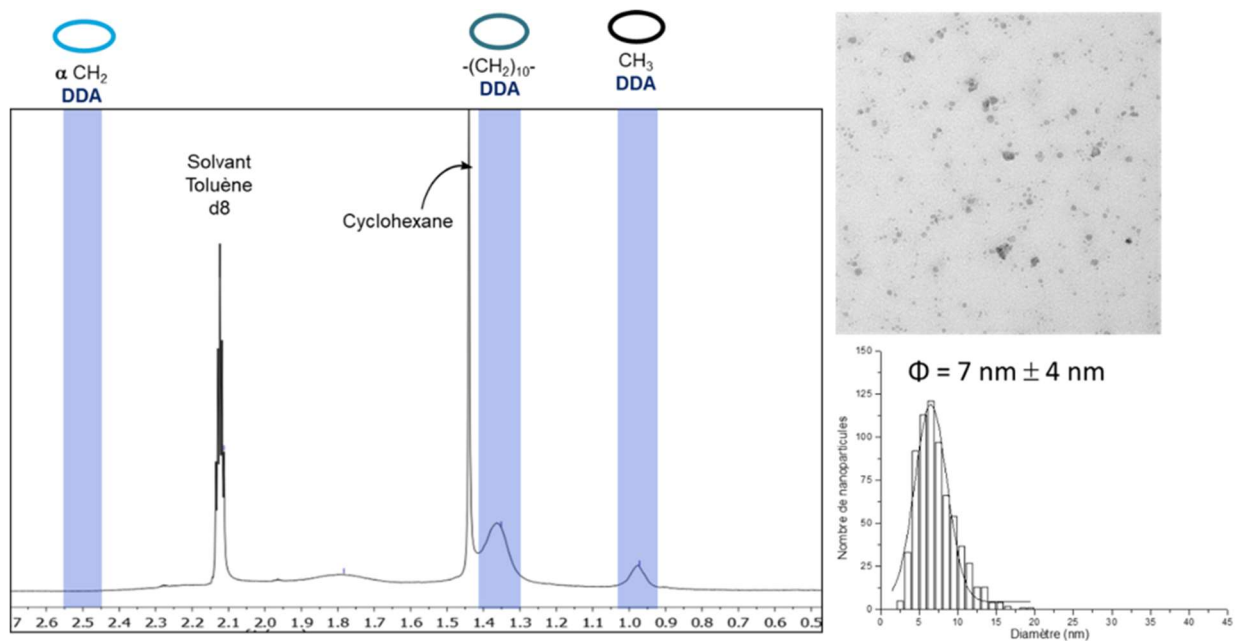 α CH₂
DDA
-(CH₂)₁₀-
DDA
CH₃
DDA
Solvant
Toluène
d8
Cyclohexane
7 2.6 2.5 2.4 2.3 2.2 2.1 2.0 1.9 1.8 1.7 1.6 1.5 1.4 1.3 1.2 1.1 1.0 0.9 0.8 0.7 0.6 0.5
Φ = 7 nm ± 4 nm
Nombre de nanoparticules
150
125
100
75
50
25
0
0 5 10 15 20 25 30 35 40 45
Diamètre (nm)